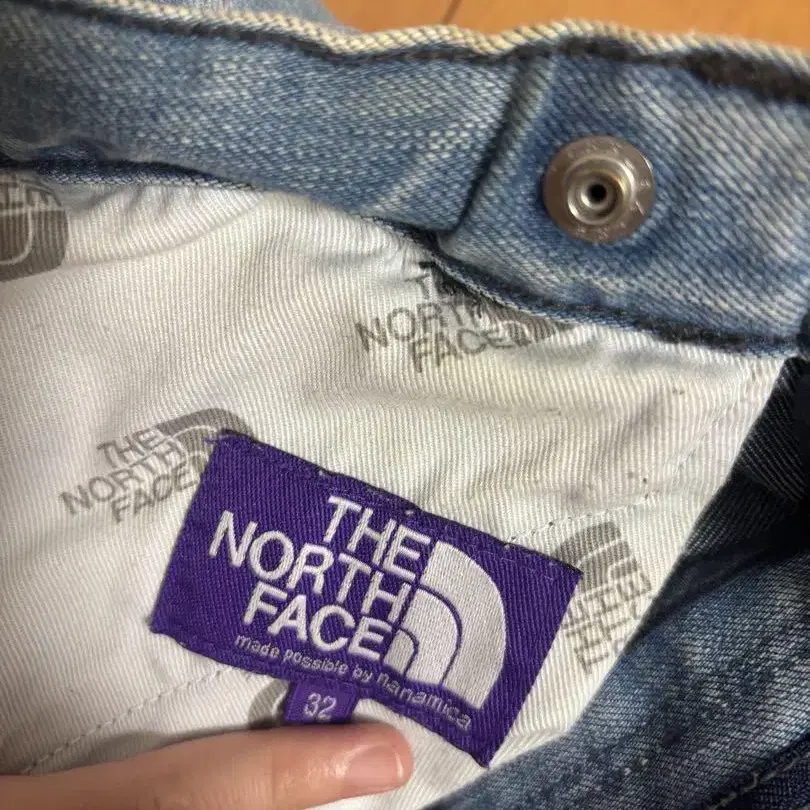 THE
NORTH
FACE
THE
NORTH
FACE
THE
NORTH
FACE
made possible by nanamica
32